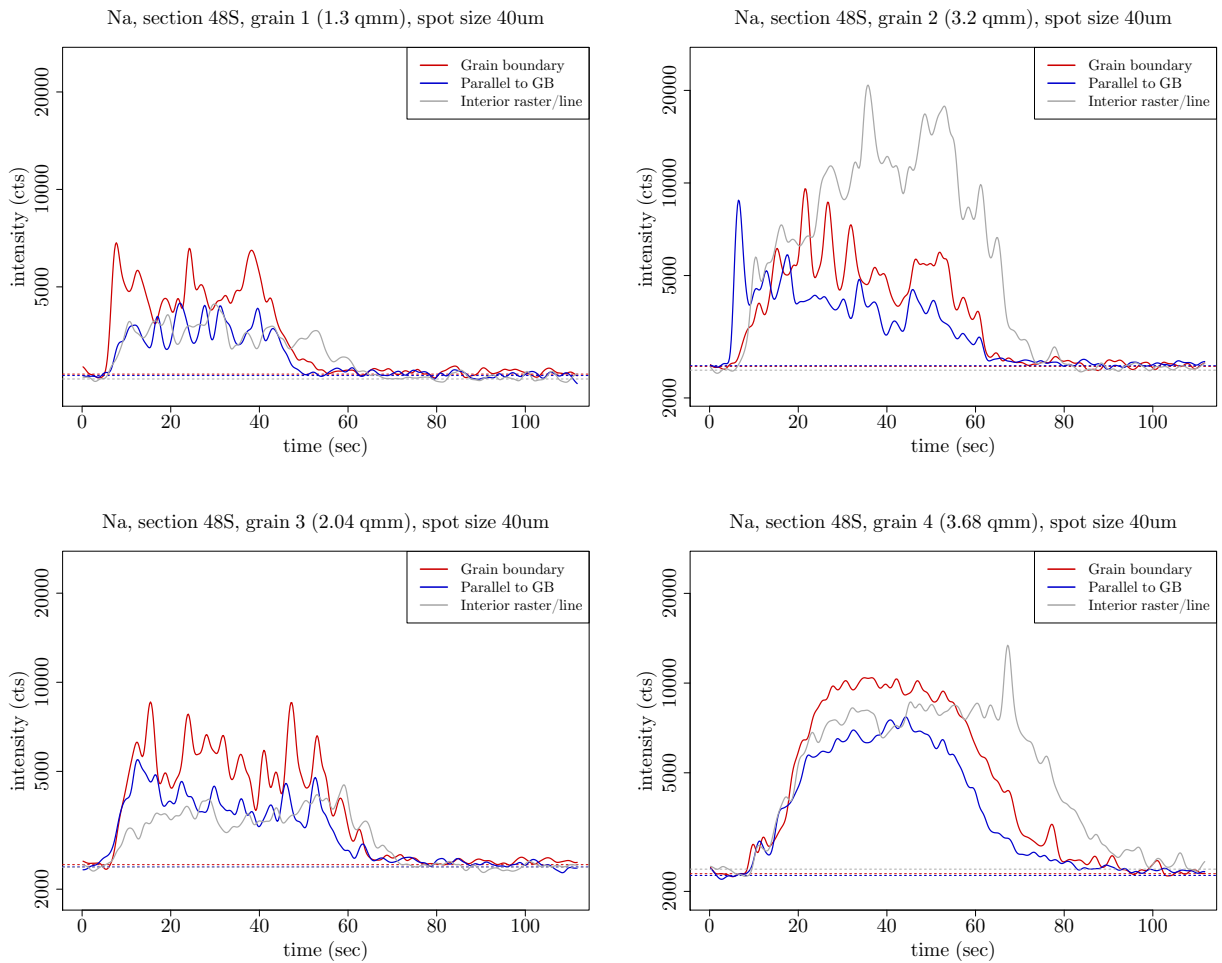 Na, section 48S, grain 1 (1.3 qmm), spot size 40um
Grain boundary
Parallel to GB
Interior raster/line
intensity (cts)
20000
10000
5000
0 20 40 60 80 100
time (sec)
Na, section 48S, grain 2 (3.2 qmm), spot size 40um
Grain boundary
Parallel to GB
Interior raster/line
intensity (cts)
20000
10000
5000
2000
0 20 40 60 80 100
time (sec)
Na, section 48S, grain 3 (2.04 qmm), spot size 40um
Grain boundary
Parallel to GB
Interior raster/line
intensity (cts)
20000
10000
5000
2000
0 20 40 60 80 100
time (sec)
Na, section 48S, grain 4 (3.68 qmm), spot size 40um
Grain boundary
Parallel to GB
Interior raster/line
intensity (cts)
20000
10000
5000
2000
0 20 40 60 80 100
time (sec)